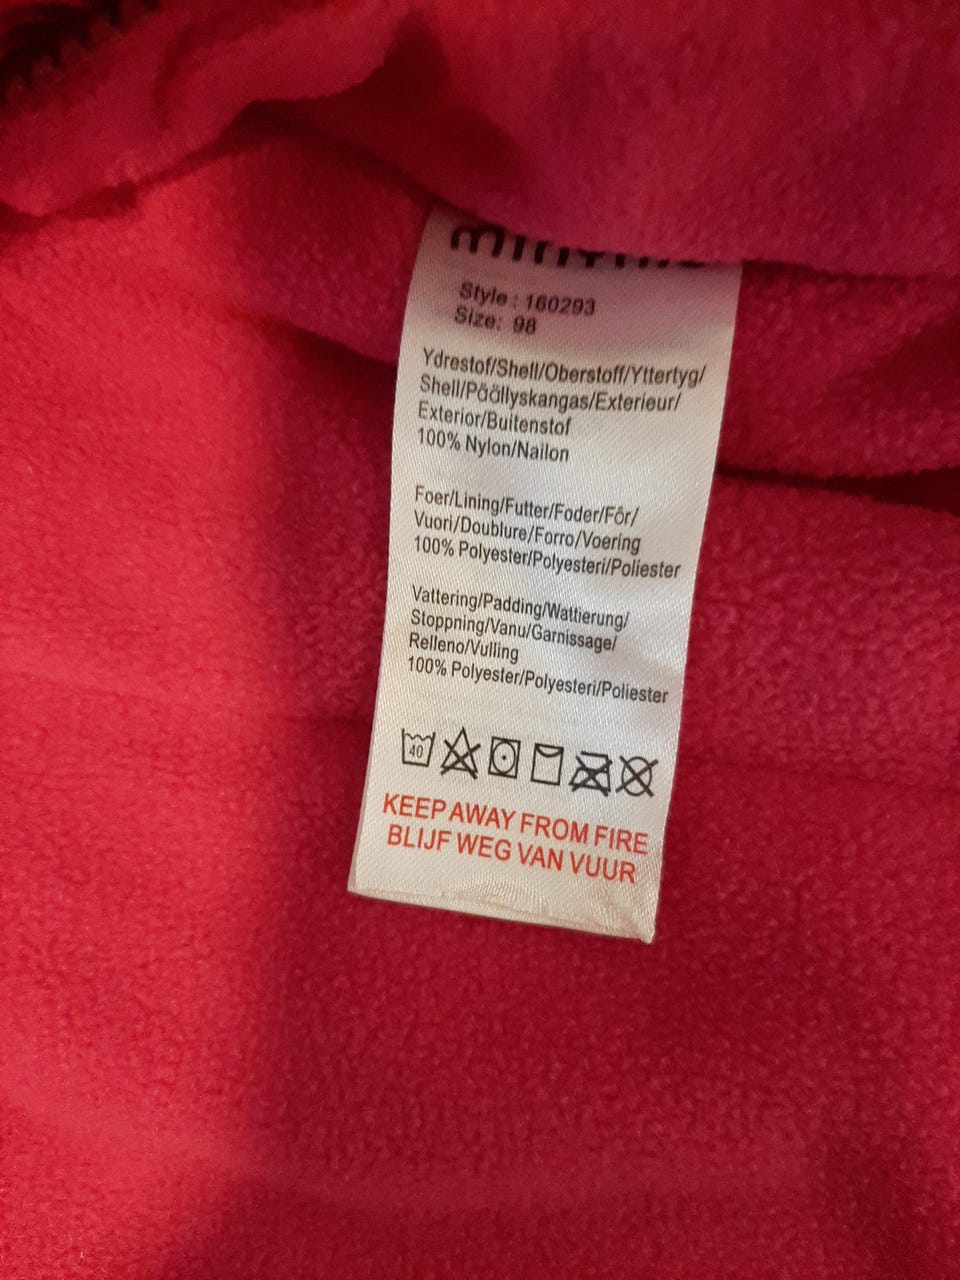 Style : 160293
Size: 98
Ydrestof/Shell/Oberstoff/Yttertyg/
Shell/Päällyskangas/Exterieur/
Exterior/Buitenstof
100% Nylon/Nailon
Foer/Lining/Futter/Foder/Fôr/
Vuori/Doublure/Forro/Voering
100% Polyester/Polyesteri/Poliester
Vattering/Padding/Wattierung/
Stoppning/Vanu/Garnissage/
Relleno/Vulling
100% Polyester/Polyesteri/Poliester
40
KEEP AWAY FROM FIRE
BLIJF WEG VAN VUUR